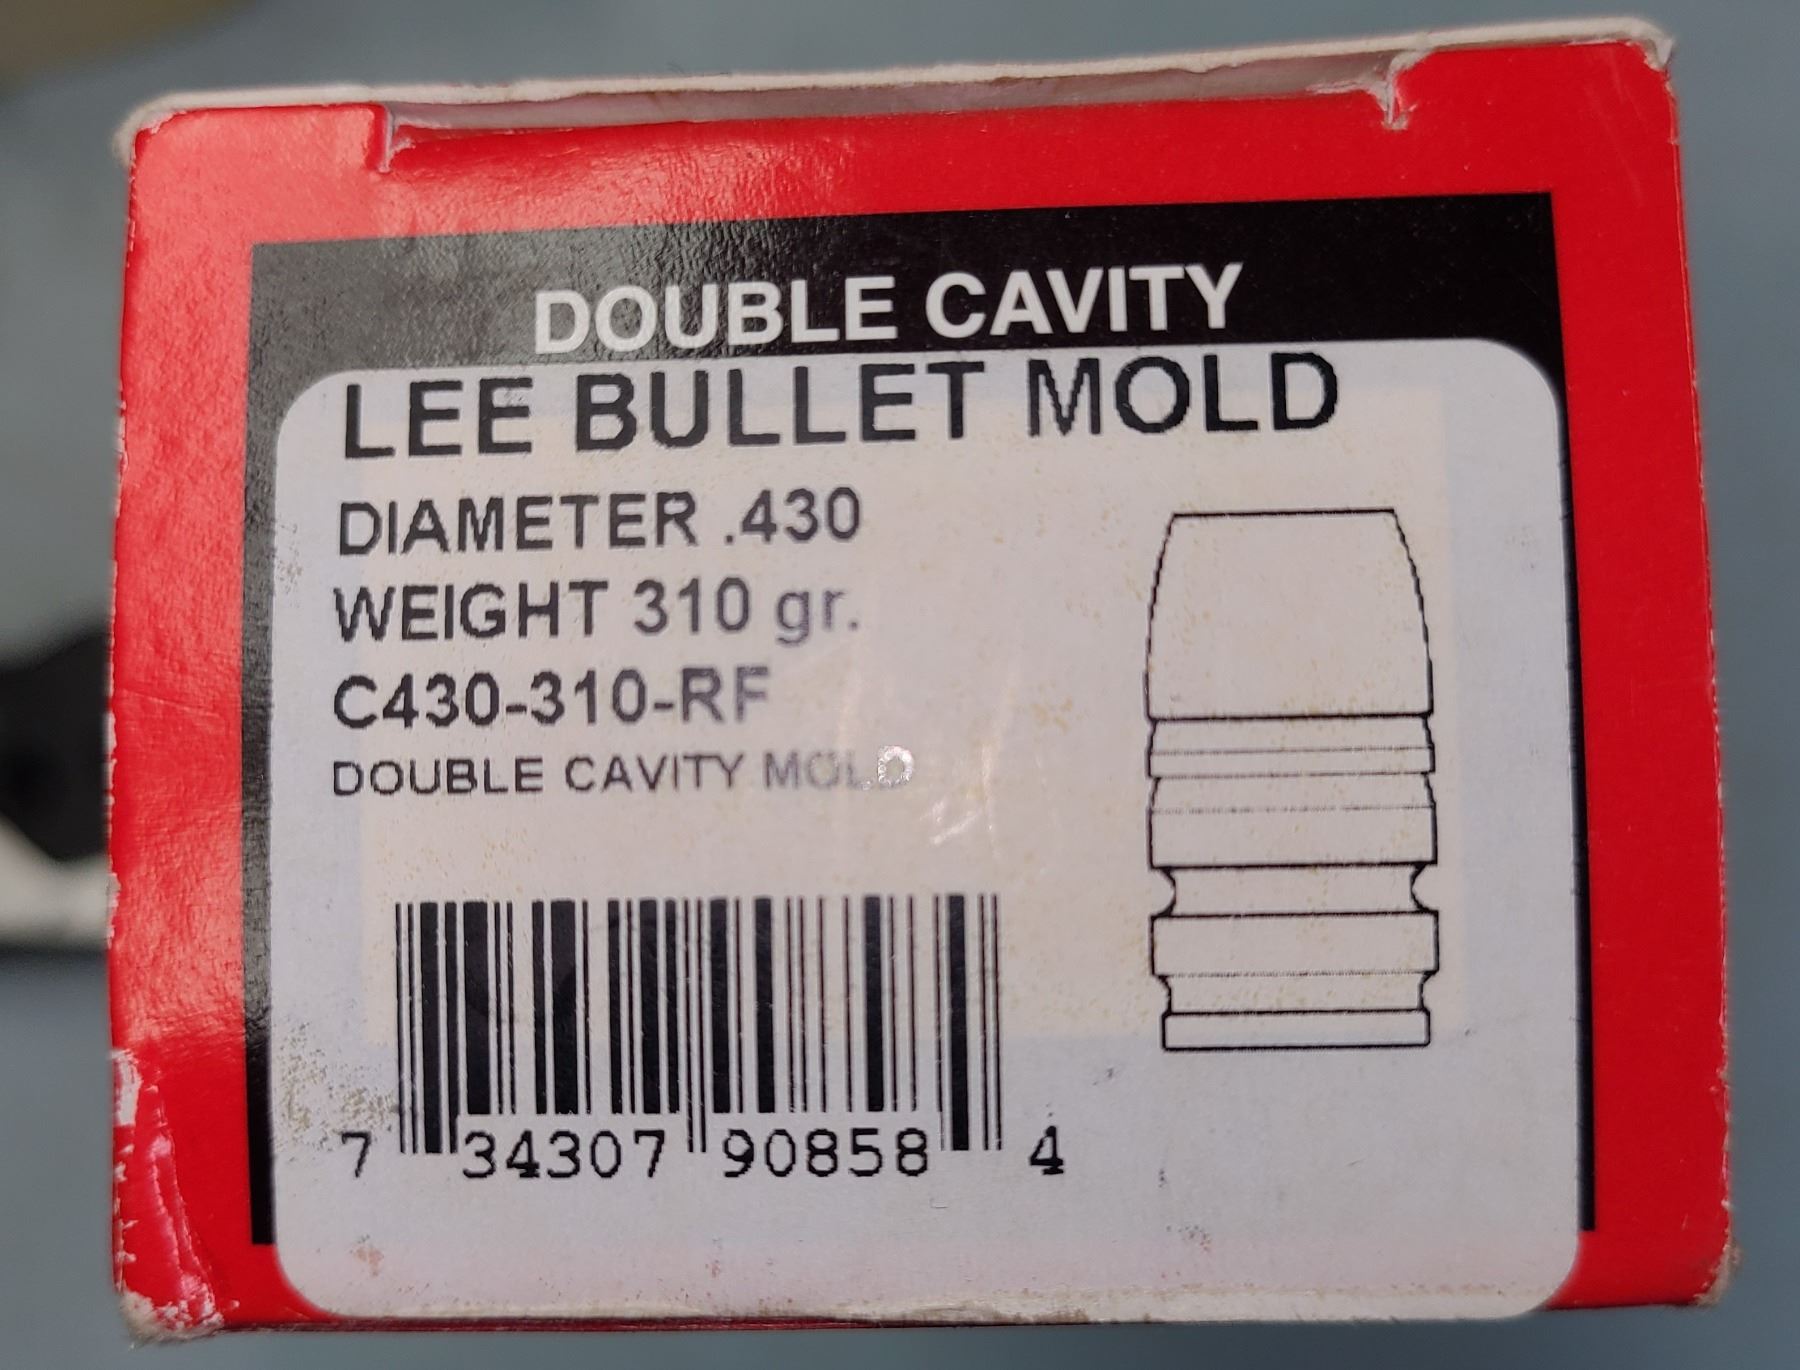 DOUBLE CAVITY
LEE BULLET MOLD
DIAMETER .430
WEIGHT 310 gr.
C430-310-RF
DOUBLE CAVITY MOLD
7 34307 90858 4